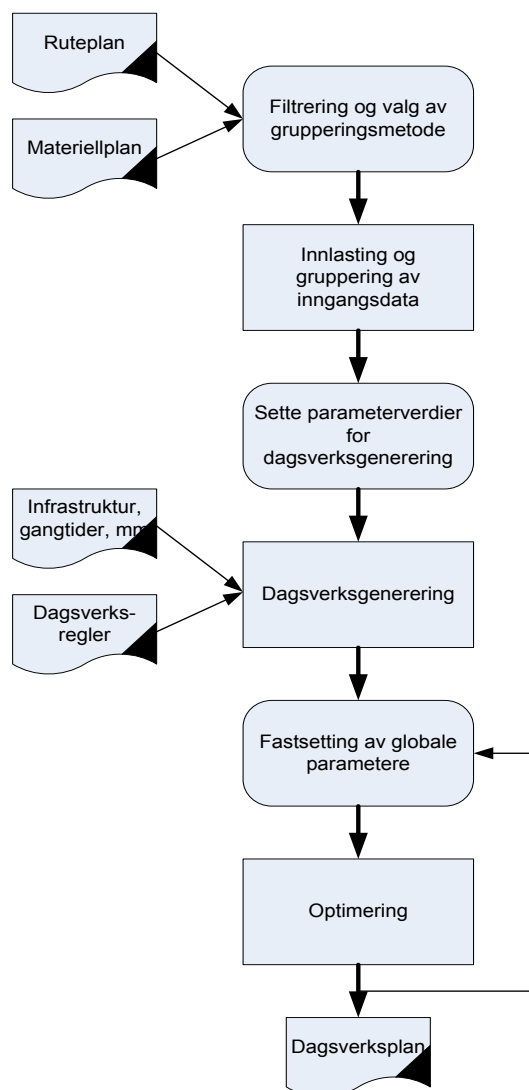 Ruteplan
Materiellplan
Filtrering og valg av
grupperingsmetode
Innlasting og
gruppering av
inngangsdata
Sette parameterverdier
for
dagsverksgenerering
Infrastruktur,
gangtider, mm
Dagsverks-
regler
Dagsverksgenerering
Fastsetting av globale
parametere
Optimering
Dagsverksplan